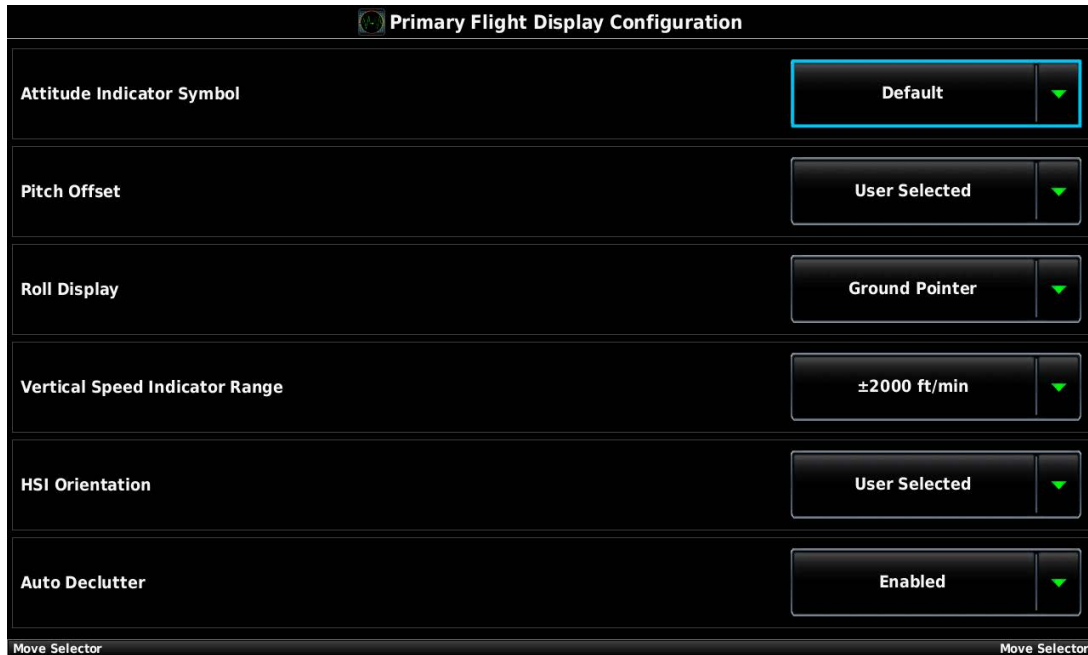 Primary Flight Display Configuration
Attitude Indicator Symbol
Default
Pitch Offset
User Selected
Roll Display
Ground Pointer
Vertical Speed Indicator Range
±2000 ft/min
HSI Orientation
User Selected
Auto Declutter
Enabled
Move Selector
Move Selector